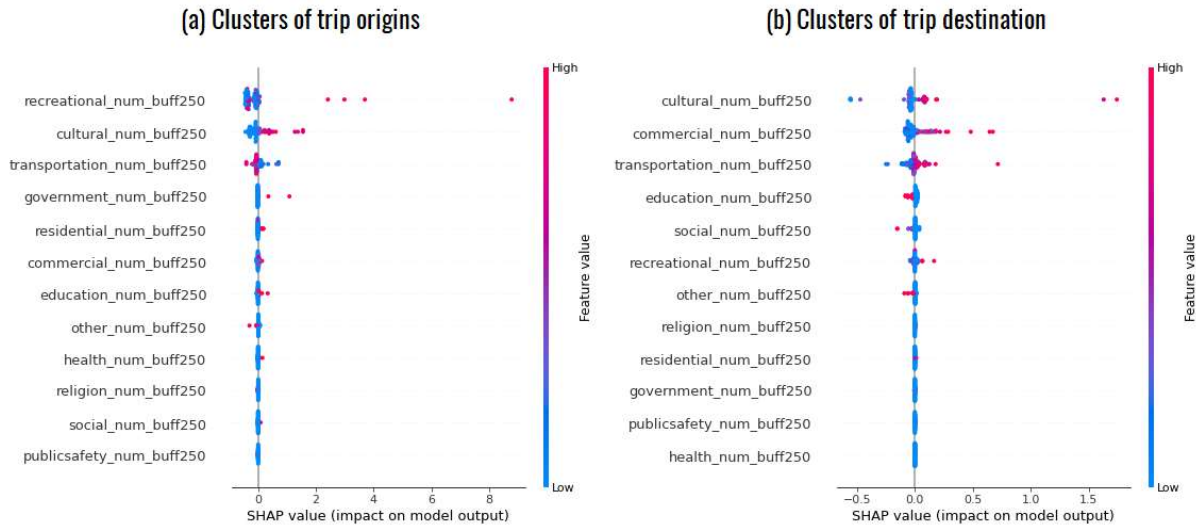 (a) Clusters of trip origins
High
recreational_num_buff250
cultural_num_buff250
transportation_num_buff250
government_num_buff250
residential_num_buff250
commercial_num_buff250
education_num_buff250
other_num_buff250
health_num_buff250
religion_num_buff250
social_num_buff250
publicsafety_num_buff250
Feature value
Low
0 2 4 6 8
SHAP value (impact on model output)
(b) Clusters of trip destination
High
cultural_num_buff250
commercial_num_buff250
transportation_num_buff250
education_num_buff250
social_num_buff250
recreational_num_buff250
other_num_buff250
religion_num_buff250
residential_num_buff250
government_num_buff250
publicsafety_num_buff250
health_num_buff250
Feature value
Low
−0.5 0.0 0.5 1.0 1.5
SHAP value (impact on model output)